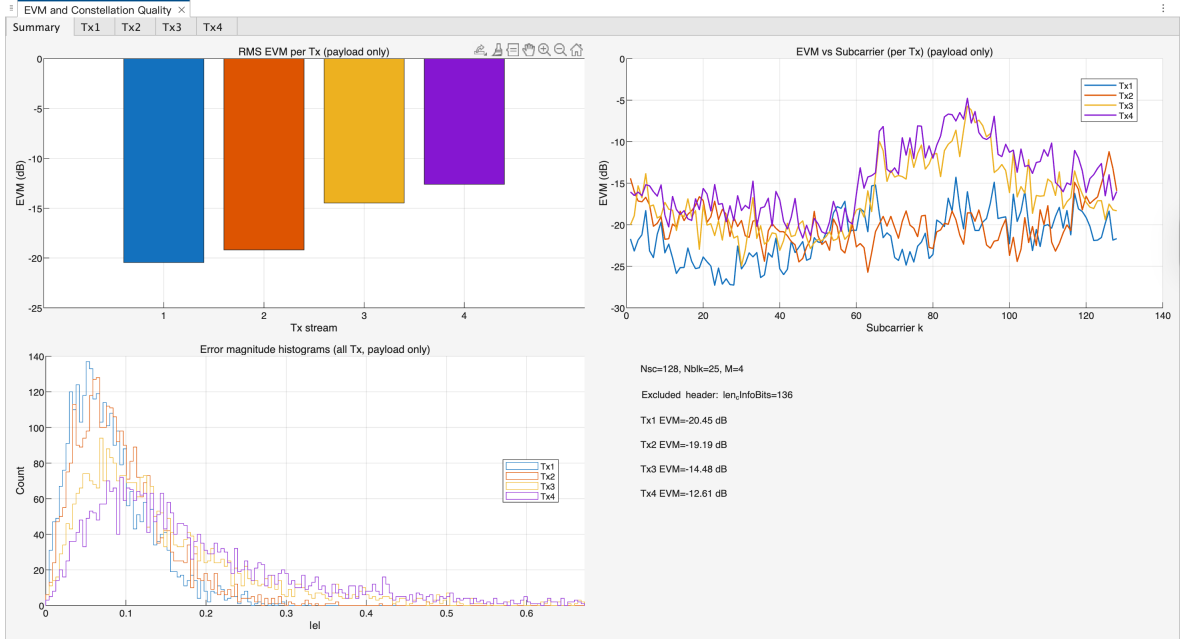 EVM and Constellation Quality ×
Summary Tx1 Tx2 Tx3 Tx4
RMS EVM per Tx (payload only)
0
-5
-10
-15
-20
-25
EVM (dB)
1 2 3 4
Tx stream
EVM vs Subcarrier (per Tx) (payload only)
0
-5
-10
-15
-20
-25
-30
EVM (dB)
Tx1
Tx2
Tx3
Tx4
0 20 40 60 80 100 120 140
Subcarrier k
Error magnitude histograms (all Tx, payload only)
140
120
100
80
60
40
20
0
Count
Tx1
Tx2
Tx3
Tx4
0 0.1 0.2 0.3 0.4 0.5 0.6
|e|
Nsc=128, Nblk=25, M=4
Excluded header: len_cInfoBits=136
Tx1 EVM=-20.45 dB
Tx2 EVM=-19.19 dB
Tx3 EVM=-14.48 dB
Tx4 EVM=-12.61 dB